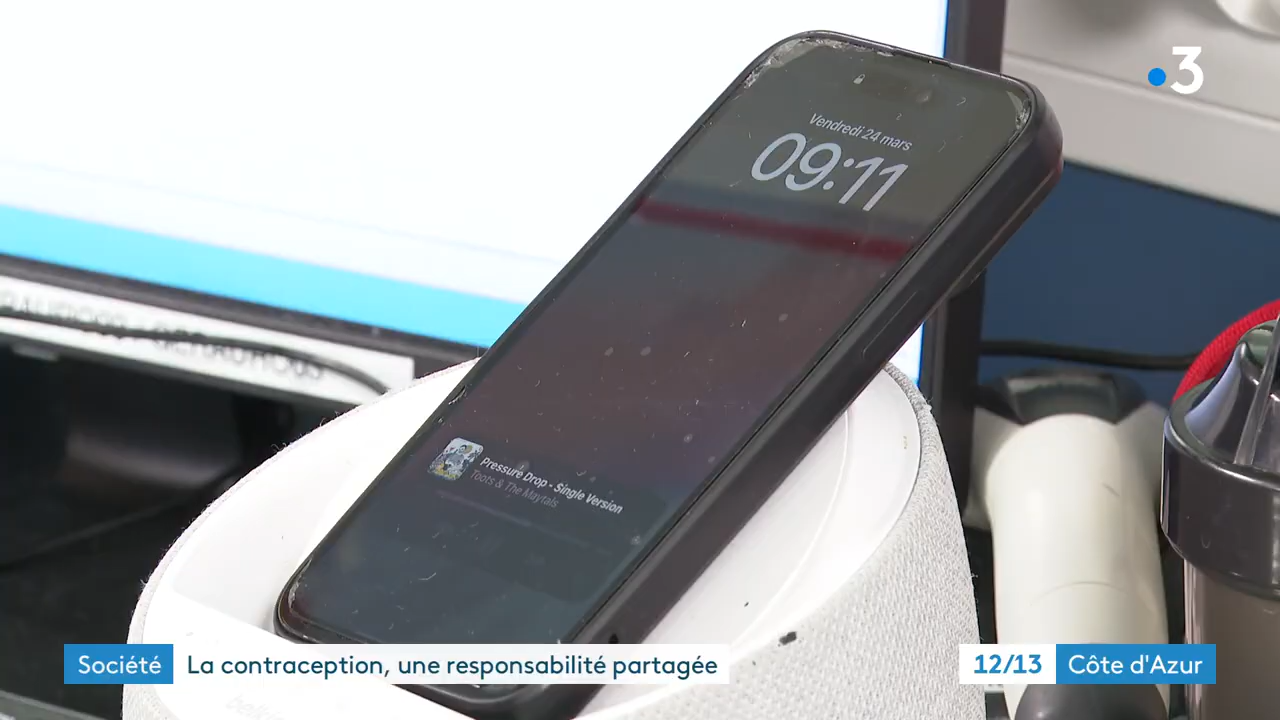 3
Vendredi 24 mars
09:11
Pressure Drop - Single Version
Toots & The Maytals
Société
La contraception, une responsabilité partagée
12/13
Côte d'Azur